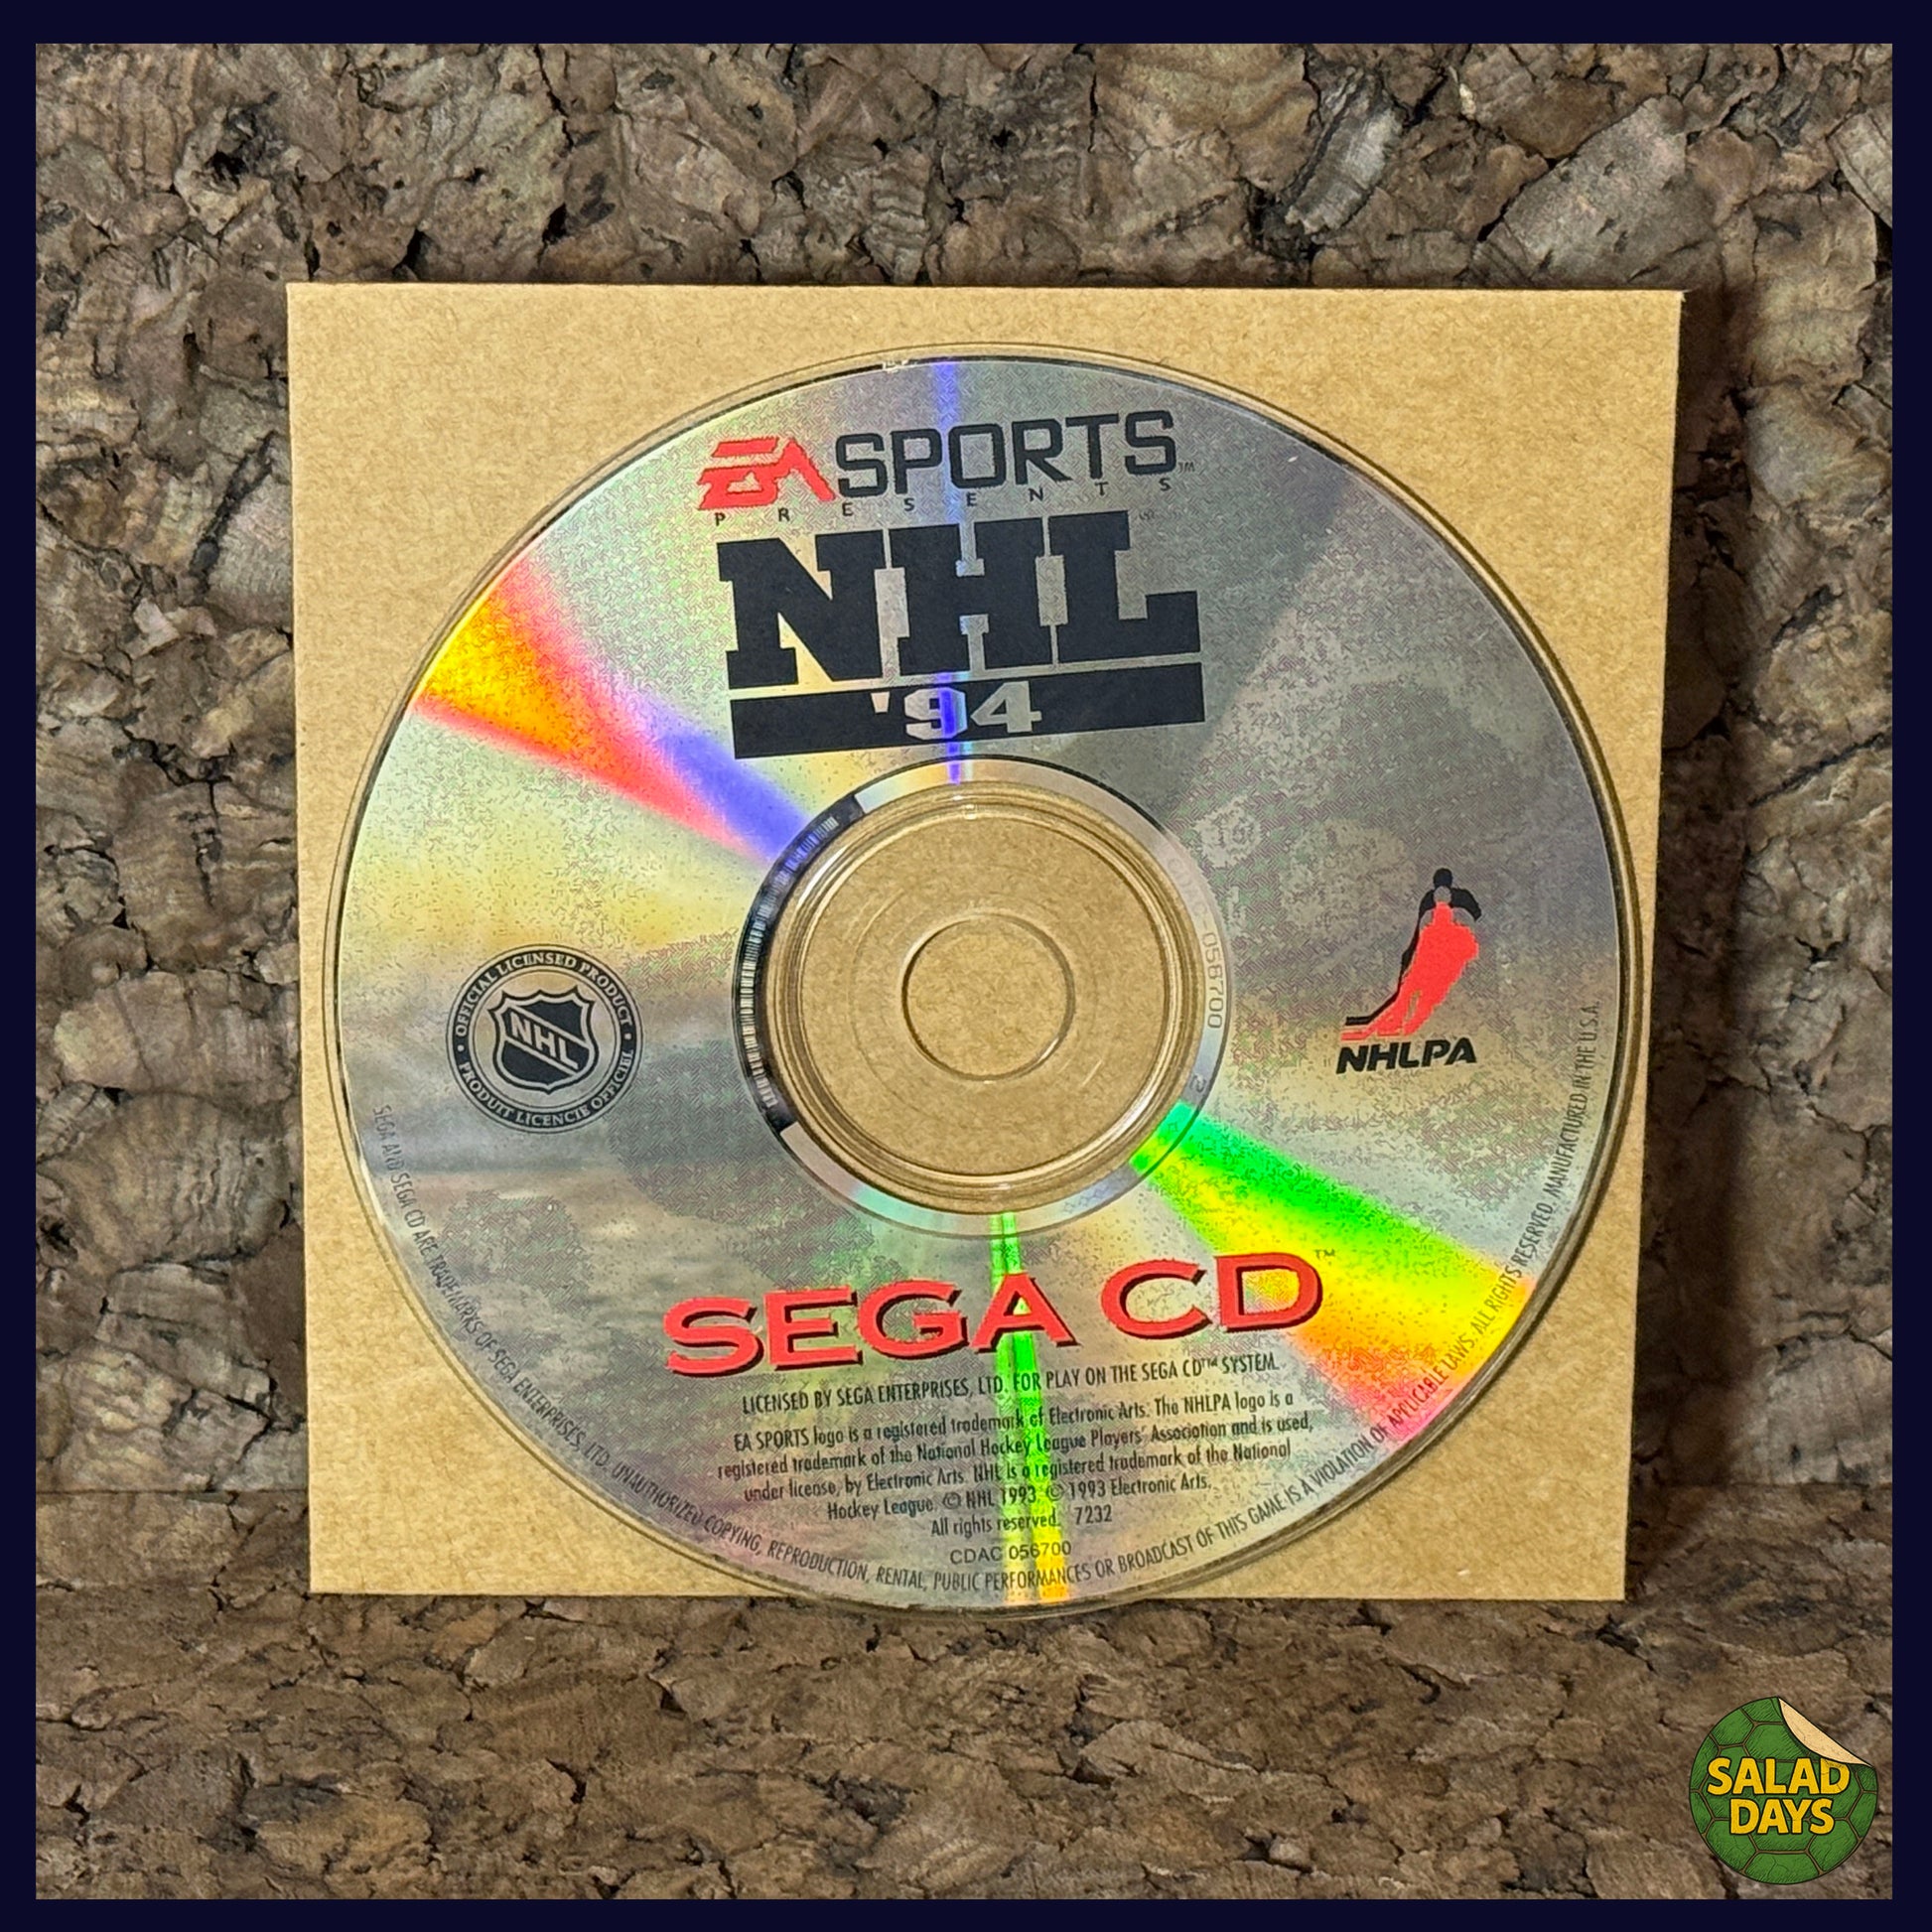 EA SPORTS™
PRESENTS
NHL
'94
OFFICIAL LICENSED PRODUCT
NHL
PRODUIT LICENCIE OFFICIEL
NHLPA
058700
SEGA CD™
LICENSED BY SEGA ENTERPRISES, LTD. FOR PLAY ON THE SEGA CD™ SYSTEM.
EA SPORTS logo is a registered trademark of Electronic Arts. The NHLPA logo is a
registered trademark of the National Hockey League Players' Association and is used,
under license, by Electronic Arts. NHL is a registered trademark of the National
Hockey League. © NHL 1993 © 1993 Electronic Arts.
All rights reserved. 7232
CDAC 056700
SEGA AND SEGA CD ARE TRADEMARKS OF SEGA ENTERPRISES, LTD. UNAUTHORIZED COPYING, REPRODUCTION, RENTAL, PUBLIC PERFORMANCES OR BROADCAST OF THIS GAME IS A VIOLATION OF APPLICABLE LAWS. ALL RIGHTS RESERVED. MANUFACTURED IN THE U.S.A.
SALAD
DAYS